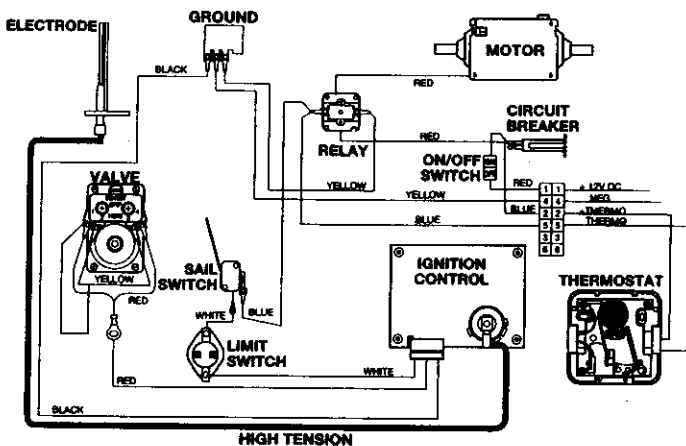 GROUND
ELECTRODE
MOTOR
BLACK
RED
CIRCUIT
BREAKER
RED
RELAY
ON/OFF
SWITCH
VALVE
YELLOW
YELLOW
RED
1 1 + 12V DC
4 4 NEG
BLUE
2 2 THERMO
BLUE
5 5 THERMO
3 3
6 6
IGNITION
CONTROL
SAIL
SWITCH
THERMOSTAT
YELLOW
RED
WHITE
BLUE
LIMIT
SWITCH
WHITE
RED
BLACK
HIGH TENSION